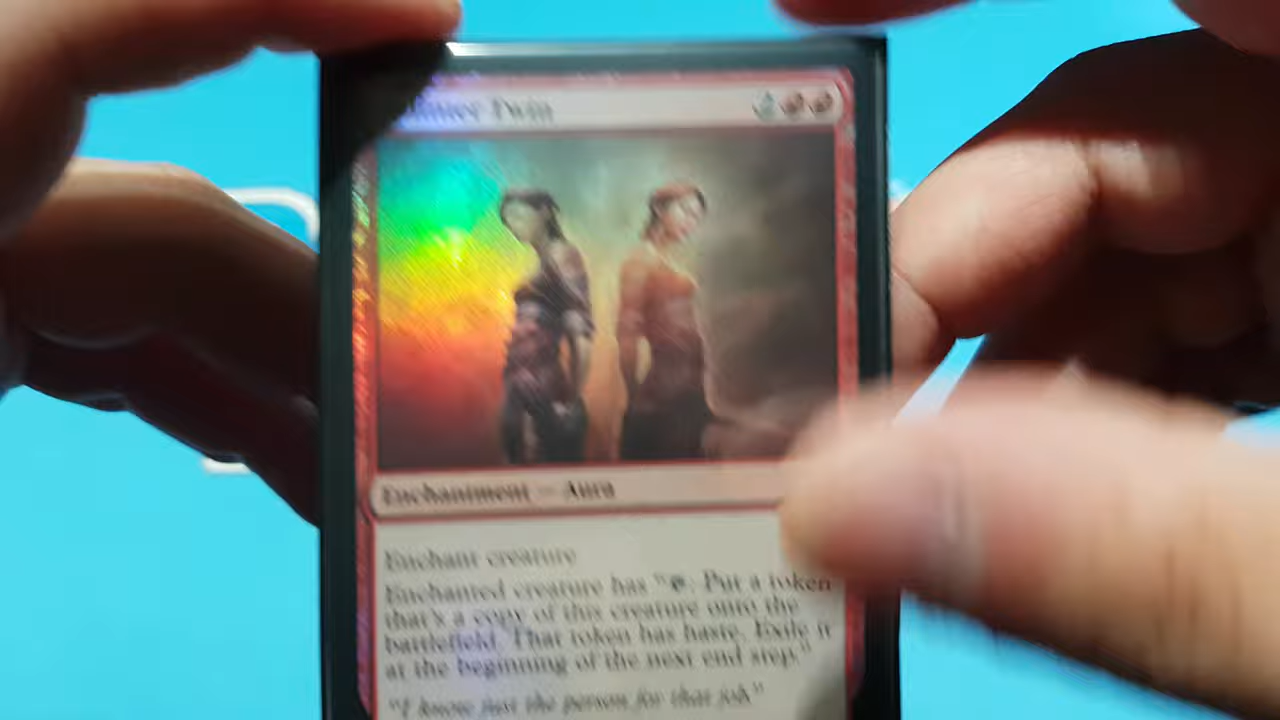 Twin
Enchantment — Aura
Enchant creature
Enchanted creature has ": Put a token
that's a copy of this creature onto the
battlefield. That token has haste. Exile it
at the beginning of the next end step."
"I know just the person for that job"